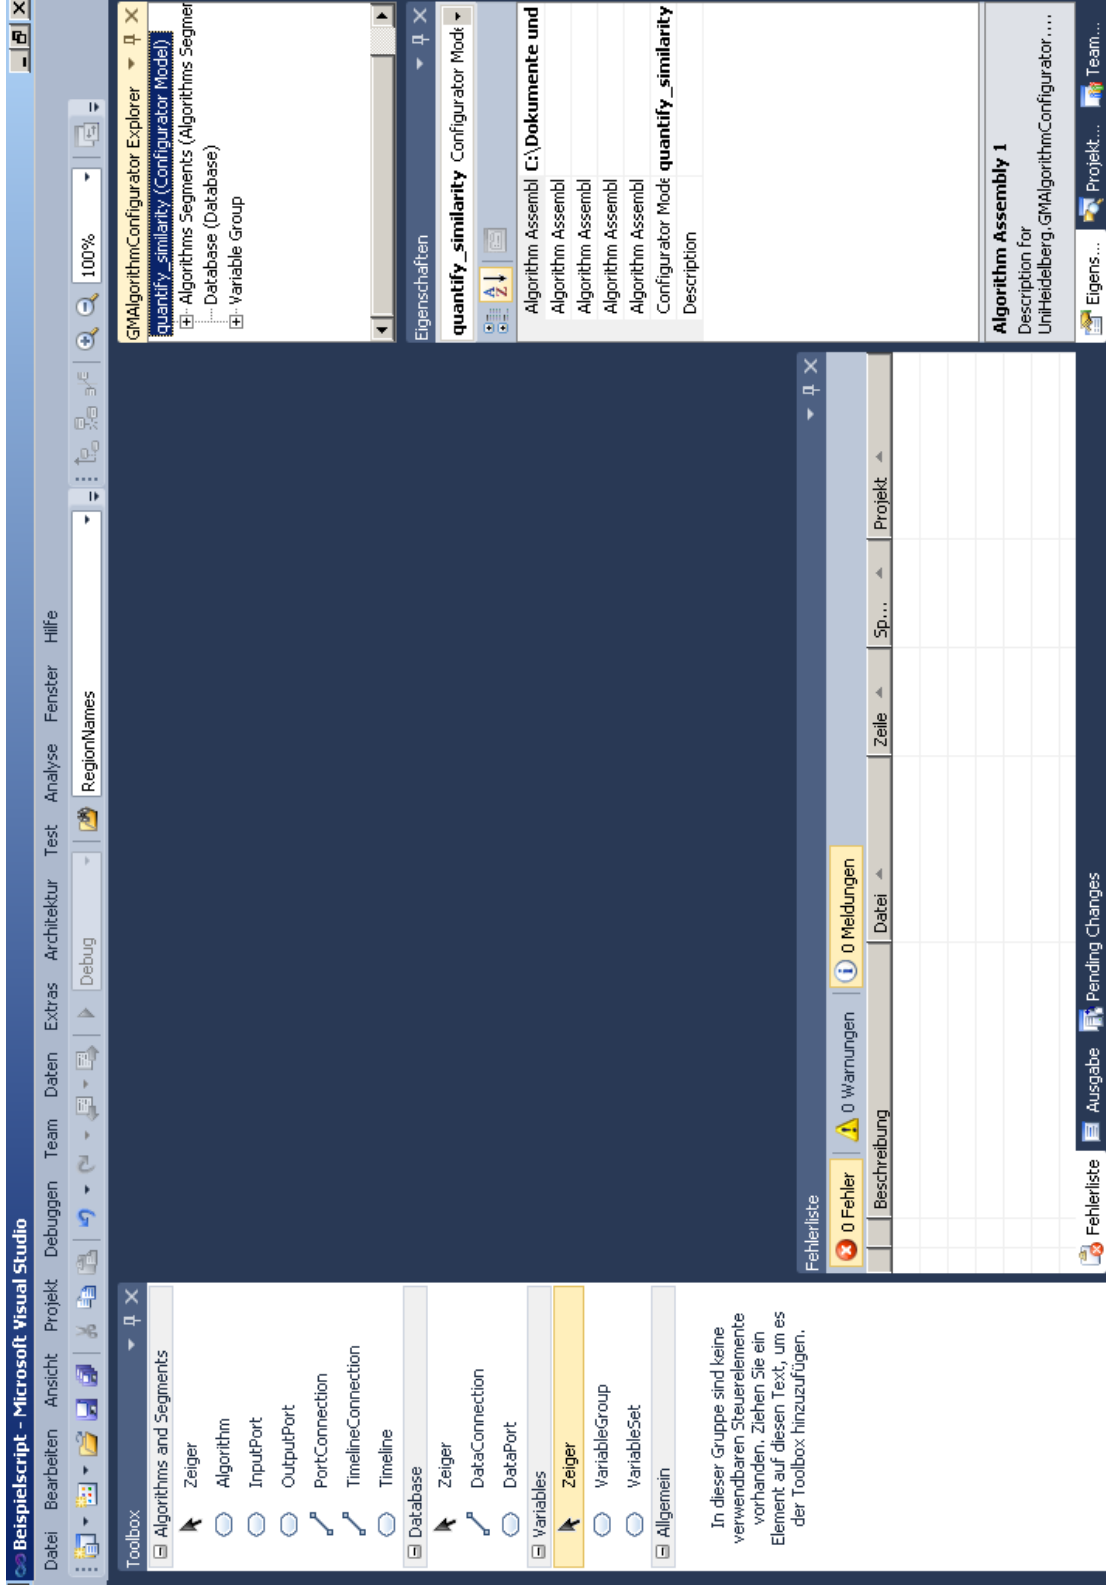 Beispielscript - Microsoft Visual Studio
Datei Bearbeiten Ansicht Projekt Debuggen Team Daten Extras Architektur Test Analyse Fenster Hilfe
Debug RegionNames 100%
Toolbox
Algorithms and Segments
Zeiger
Algorithm
InputPort
OutputPort
PortConnection
TimelineConnection
Timeline
Database
Zeiger
DataConnection
DataPort
Variables
Zeiger
VariableGroup
VariableSet
Allgemein
In dieser Gruppe sind keine
verwendbaren Steuerelemente
vorhanden. Ziehen Sie ein
Element auf diesen Text, um es
der Toolbox hinzuzufügen.
Fehlerliste
0 Fehler 0 Warnungen 0 Meldungen
Beschreibung Datei Zeile Sp... Projekt
Fehlerliste Ausgabe Pending Changes
GMAlgorithmConfigurator Explorer
quantify_similarity (Configurator Model)
Algorithms Segments (Algorithms Segmer
Database (Database)
Variable Group
Eigenschaften
quantify_similarity Configurator Mode
Algorithm Assembl C:\Dokumente und
Algorithm Assembl
Algorithm Assembl
Algorithm Assembl
Algorithm Assembl
Configurator Mode quantify_similarity
Description
Algorithm Assembly 1
Description for
UniHeidelberg.GMAlgorithmConfigurator....
Eigens... Projekt... Team...